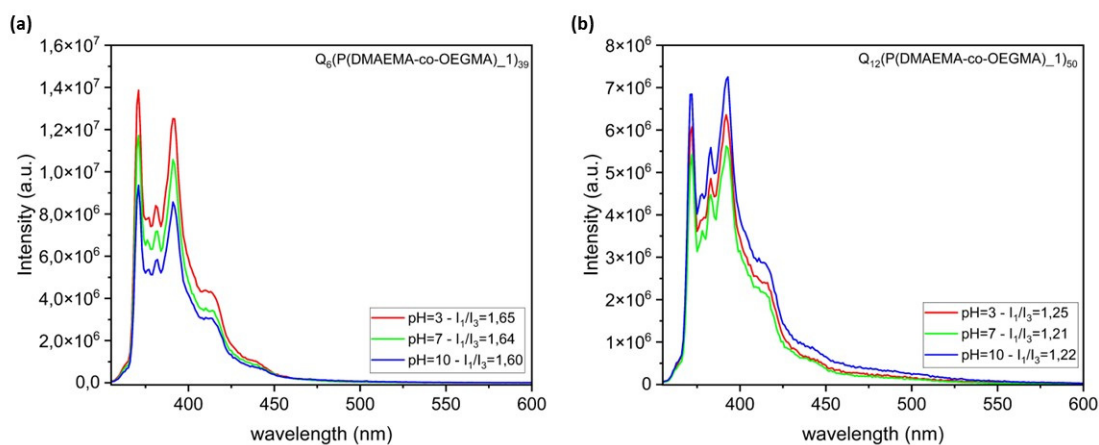 (a)
1,6×10⁷
1,4×10⁷
1,2×10⁷
1,0×10⁷
8,0×10⁶
6,0×10⁶
4,0×10⁶
2,0×10⁶
0,0
Intensity (a.u.)
Q₆(P(DMAEMA-co-OEGMA)_1)₃₉
pH=3 - I₁/I₃=1,65
pH=7 - I₁/I₃=1,64
pH=10 - I₁/I₃=1,60
400 450 500 550 600
wavelength (nm)
(b)
8×10⁶
7×10⁶
6×10⁶
5×10⁶
4×10⁶
3×10⁶
2×10⁶
1×10⁶
0
Intensity (a.u.)
Q₁₂(P(DMAEMA-co-OEGMA)_1)₅₀
pH=3 - I₁/I₃=1,25
pH=7 - I₁/I₃=1,21
pH=10 - I₁/I₃=1,22
400 450 500 550 600
wavelength (nm)